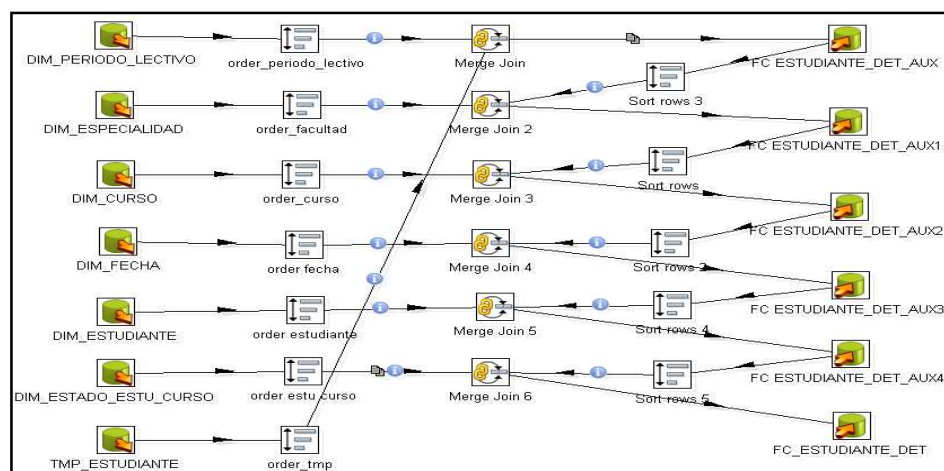 DIM_PERIODO_LECTIVO
order_periodo_lectivo
Merge Join
FC ESTUDIANTE_DET_AUX
Sort rows 3
DIM_ESPECIALIDAD
order_facultad
Merge Join 2
FC ESTUDIANTE_DET_AUX1
Sort rows
DIM_CURSO
order_curso
Merge Join 3
FC ESTUDIANTE_DET_AUX2
Sort rows 2
DIM_FECHA
order fecha
Merge Join 4
FC ESTUDIANTE_DET_AUX3
Sort rows 4
DIM_ESTUDIANTE
order estudiante
Merge Join 5
FC ESTUDIANTE_DET_AUX4
Sort rows 5
DIM_ESTADO_ESTU_CURSO
order estu curso
Merge Join 6
FC_ESTUDIANTE_DET
TMP_ESTUDIANTE
order_tmp